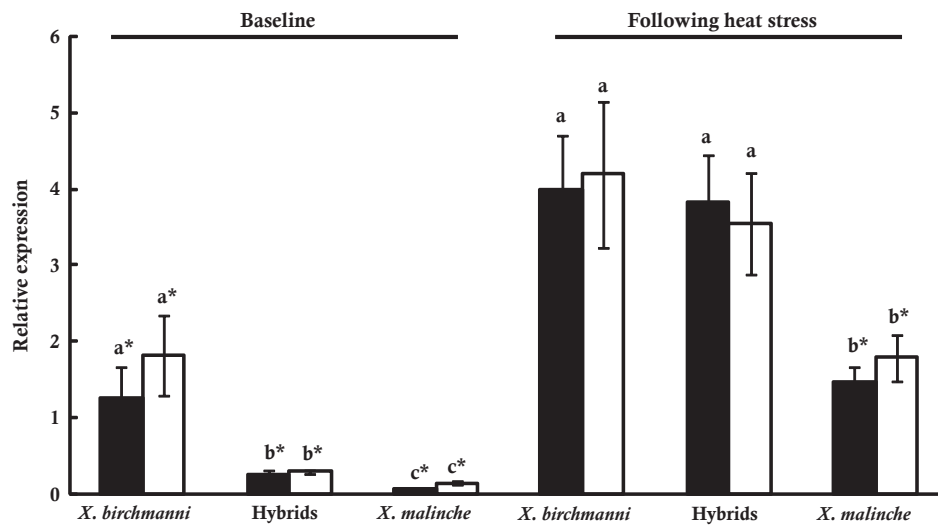 Baseline
Following heat stress
Relative expression
6
5
4
3
2
1
0
a*
a*
b*
b*
c*
c*
a
a
a
a
b*
b*
X. birchmanni
Hybrids
X. malinche
X. birchmanni
Hybrids
X. malinche